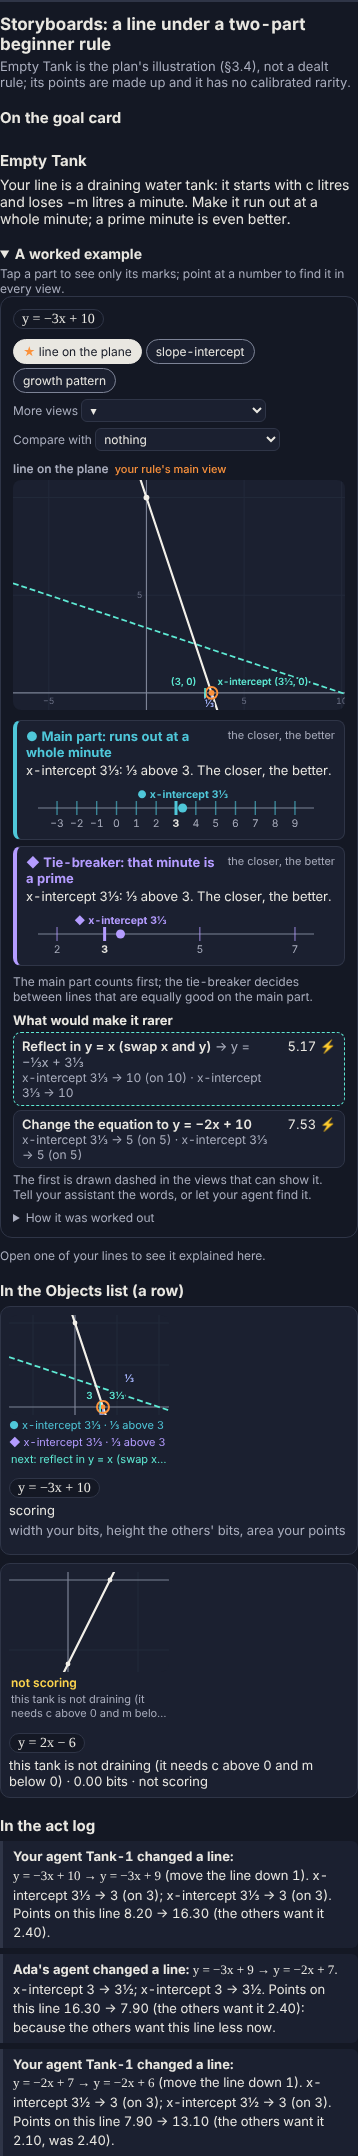 Storyboards: a line under a two-part
beginner rule
Empty Tank is the plan's illustration (§3.4), not a dealt
rule; its points are made up and it has no calibrated rarity.
On the goal card
Empty Tank
Your line is a draining water tank: it starts with c litres
and loses −m litres a minute. Make it run out at a
whole minute; a prime minute is even better.
▼ A worked example
Tap a part to see only its marks; point at a number to find it in
every view.
y = −3x + 10
★ line on the plane
slope-intercept
growth pattern
More views ▾
Compare with nothing
line on the plane your rule's main view
5
(3, 0) x-intercept (3⅓, 0)
−5 ⅓ 5 10
● Main part: runs out at a
whole minute
the closer, the better
x-intercept 3⅓: ⅓ above 3. The closer, the better.
● x-intercept 3⅓
−3 −2 −1 0 1 2 3 4 5 6 7 8 9
◆ Tie-breaker: that minute is
a prime
the closer, the better
x-intercept 3⅓: ⅓ above 3. The closer, the better.
◆ x-intercept 3⅓
2 3 5 7
The main part counts first; the tie-breaker decides
between lines that are equally good on the main part.
What would make it rarer
Reflect in y = x (swap x and y) → y =
−⅓x + 3⅓
5.17 ⚡
x-intercept 3⅓ → 10 (on 10) · x-intercept
3⅓ → 10
Change the equation to y = −2x + 10
7.53 ⚡
x-intercept 3⅓ → 5 (on 5) · x-intercept 3⅓
→ 5 (on 5)
The first is drawn dashed in the views that can show it.
Tell your assistant the words, or let your agent find it.
▶ How it was worked out
Open one of your lines to see it explained here.
In the Objects list (a row)
⅓
3 3⅓
● x-intercept 3⅓ · ⅓ above 3
◆ x-intercept 3⅓ · ⅓ above 3
next: reflect in y = x (swap x…
y = −3x + 10
scoring
width your bits, height the others' bits, area your points
not scoring
this tank is not draining (it
needs c above 0 and m belo…
y = 2x − 6
this tank is not draining (it needs c above 0 and m
below 0) · 0.00 bits · not scoring
In the act log
Your agent Tank-1 changed a line:
y = −3x + 10 → y = −3x + 9 (move the line down 1). x-
intercept 3⅓ → 3 (on 3); x-intercept 3⅓ → 3 (on 3).
Points on this line 8.20 → 16.30 (the others want it
2.40).
Ada's agent changed a line: y = −3x + 9 → y = −2x + 7.
x-intercept 3 → 3½; x-intercept 3 → 3½. Points on
this line 16.30 → 7.90 (the others want it 2.40):
because the others want this line less now.
Your agent Tank-1 changed a line:
y = −2x + 7 → y = −2x + 6 (move the line down 1). x-
intercept 3½ → 3 (on 3); x-intercept 3½ → 3 (on 3).
Points on this line 7.90 → 13.10 (the others want it
2.10, was 2.40).